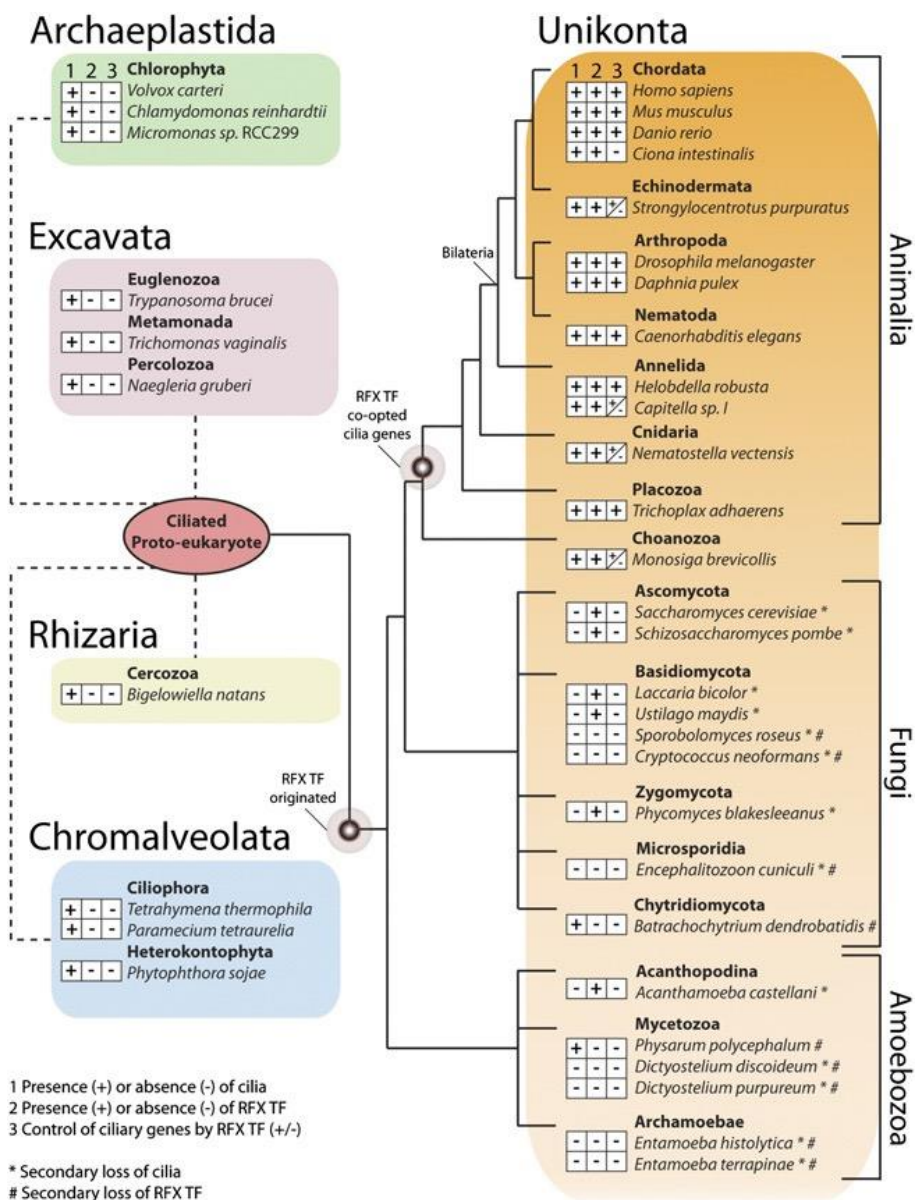 Archaeplastida
1 2 3 Chlorophyta
+ - - Volvox carteri
+ - - Chlamydomonas reinhardtii
+ - - Micromonas sp. RCC299
Excavata
Euglenozoa
+ - - Trypanosoma brucei
Metamonada
+ - - Trichomonas vaginalis
Percolozoa
+ - - Naegleria gruberi
Ciliated
Proto-eukaryote
Rhizaria
Cercozoa
+ - - Bigelowiella natans
Chromalveolata
Ciliophora
+ - - Tetrahymena thermophila
+ - - Paramecium tetraurelia
Heterokontophyta
+ - - Phytophthora sojae
1 Presence (+) or absence (-) of cilia
2 Presence (+) or absence (-) of RFX TF
3 Control of ciliary genes by RFX TF (+/-)
* Secondary loss of cilia
# Secondary loss of RFX TF
RFX TF
originated
RFX TF
co-opted
cilia genes
Bilateria
Unikonta
1 2 3 Chordata
+ + + Homo sapiens
+ + + Mus musculus
+ + + Danio rerio
+ + - Ciona intestinalis
Echinodermata
+ + +/- Strongylocentrotus purpuratus
Arthropoda
+ + + Drosophila melanogaster
+ + + Daphnia pulex
Nematoda
+ + + Caenorhabditis elegans
Annelida
+ + + Helobdella robusta
+ + +/- Capitella sp. I
Cnidaria
+ + +/- Nematostella vectensis
Placozoa
+ + + Trichoplax adhaerens
Animalia
Choanozoa
+ + +/- Monosiga brevicollis
Ascomycota
- + - Saccharomyces cerevisiae *
- + - Schizosaccharomyces pombe *
Basidiomycota
- + - Laccaria bicolor *
- + - Ustilago maydis *
- - - Sporobolomyces roseus * #
- - - Cryptococcus neoformans * #
Zygomycota
- + - Phycomyces blakesleeanus *
Microsporidia
- - - Encephalitozoon cuniculi * #
Chytridiomycota
+ - - Batrachochytrium dendrobatidis #
Fungi
Acanthopodina
- + - Acanthamoeba castellani *
Mycetozoa
+ - - Physarum polycephalum #
- - - Dictyostelium discoideum * #
- - - Dictyostelium purpureum * #
Archamoebae
- - - Entamoeba histolytica * #
- - - Entamoeba terrapinae * #
Amoebozoa